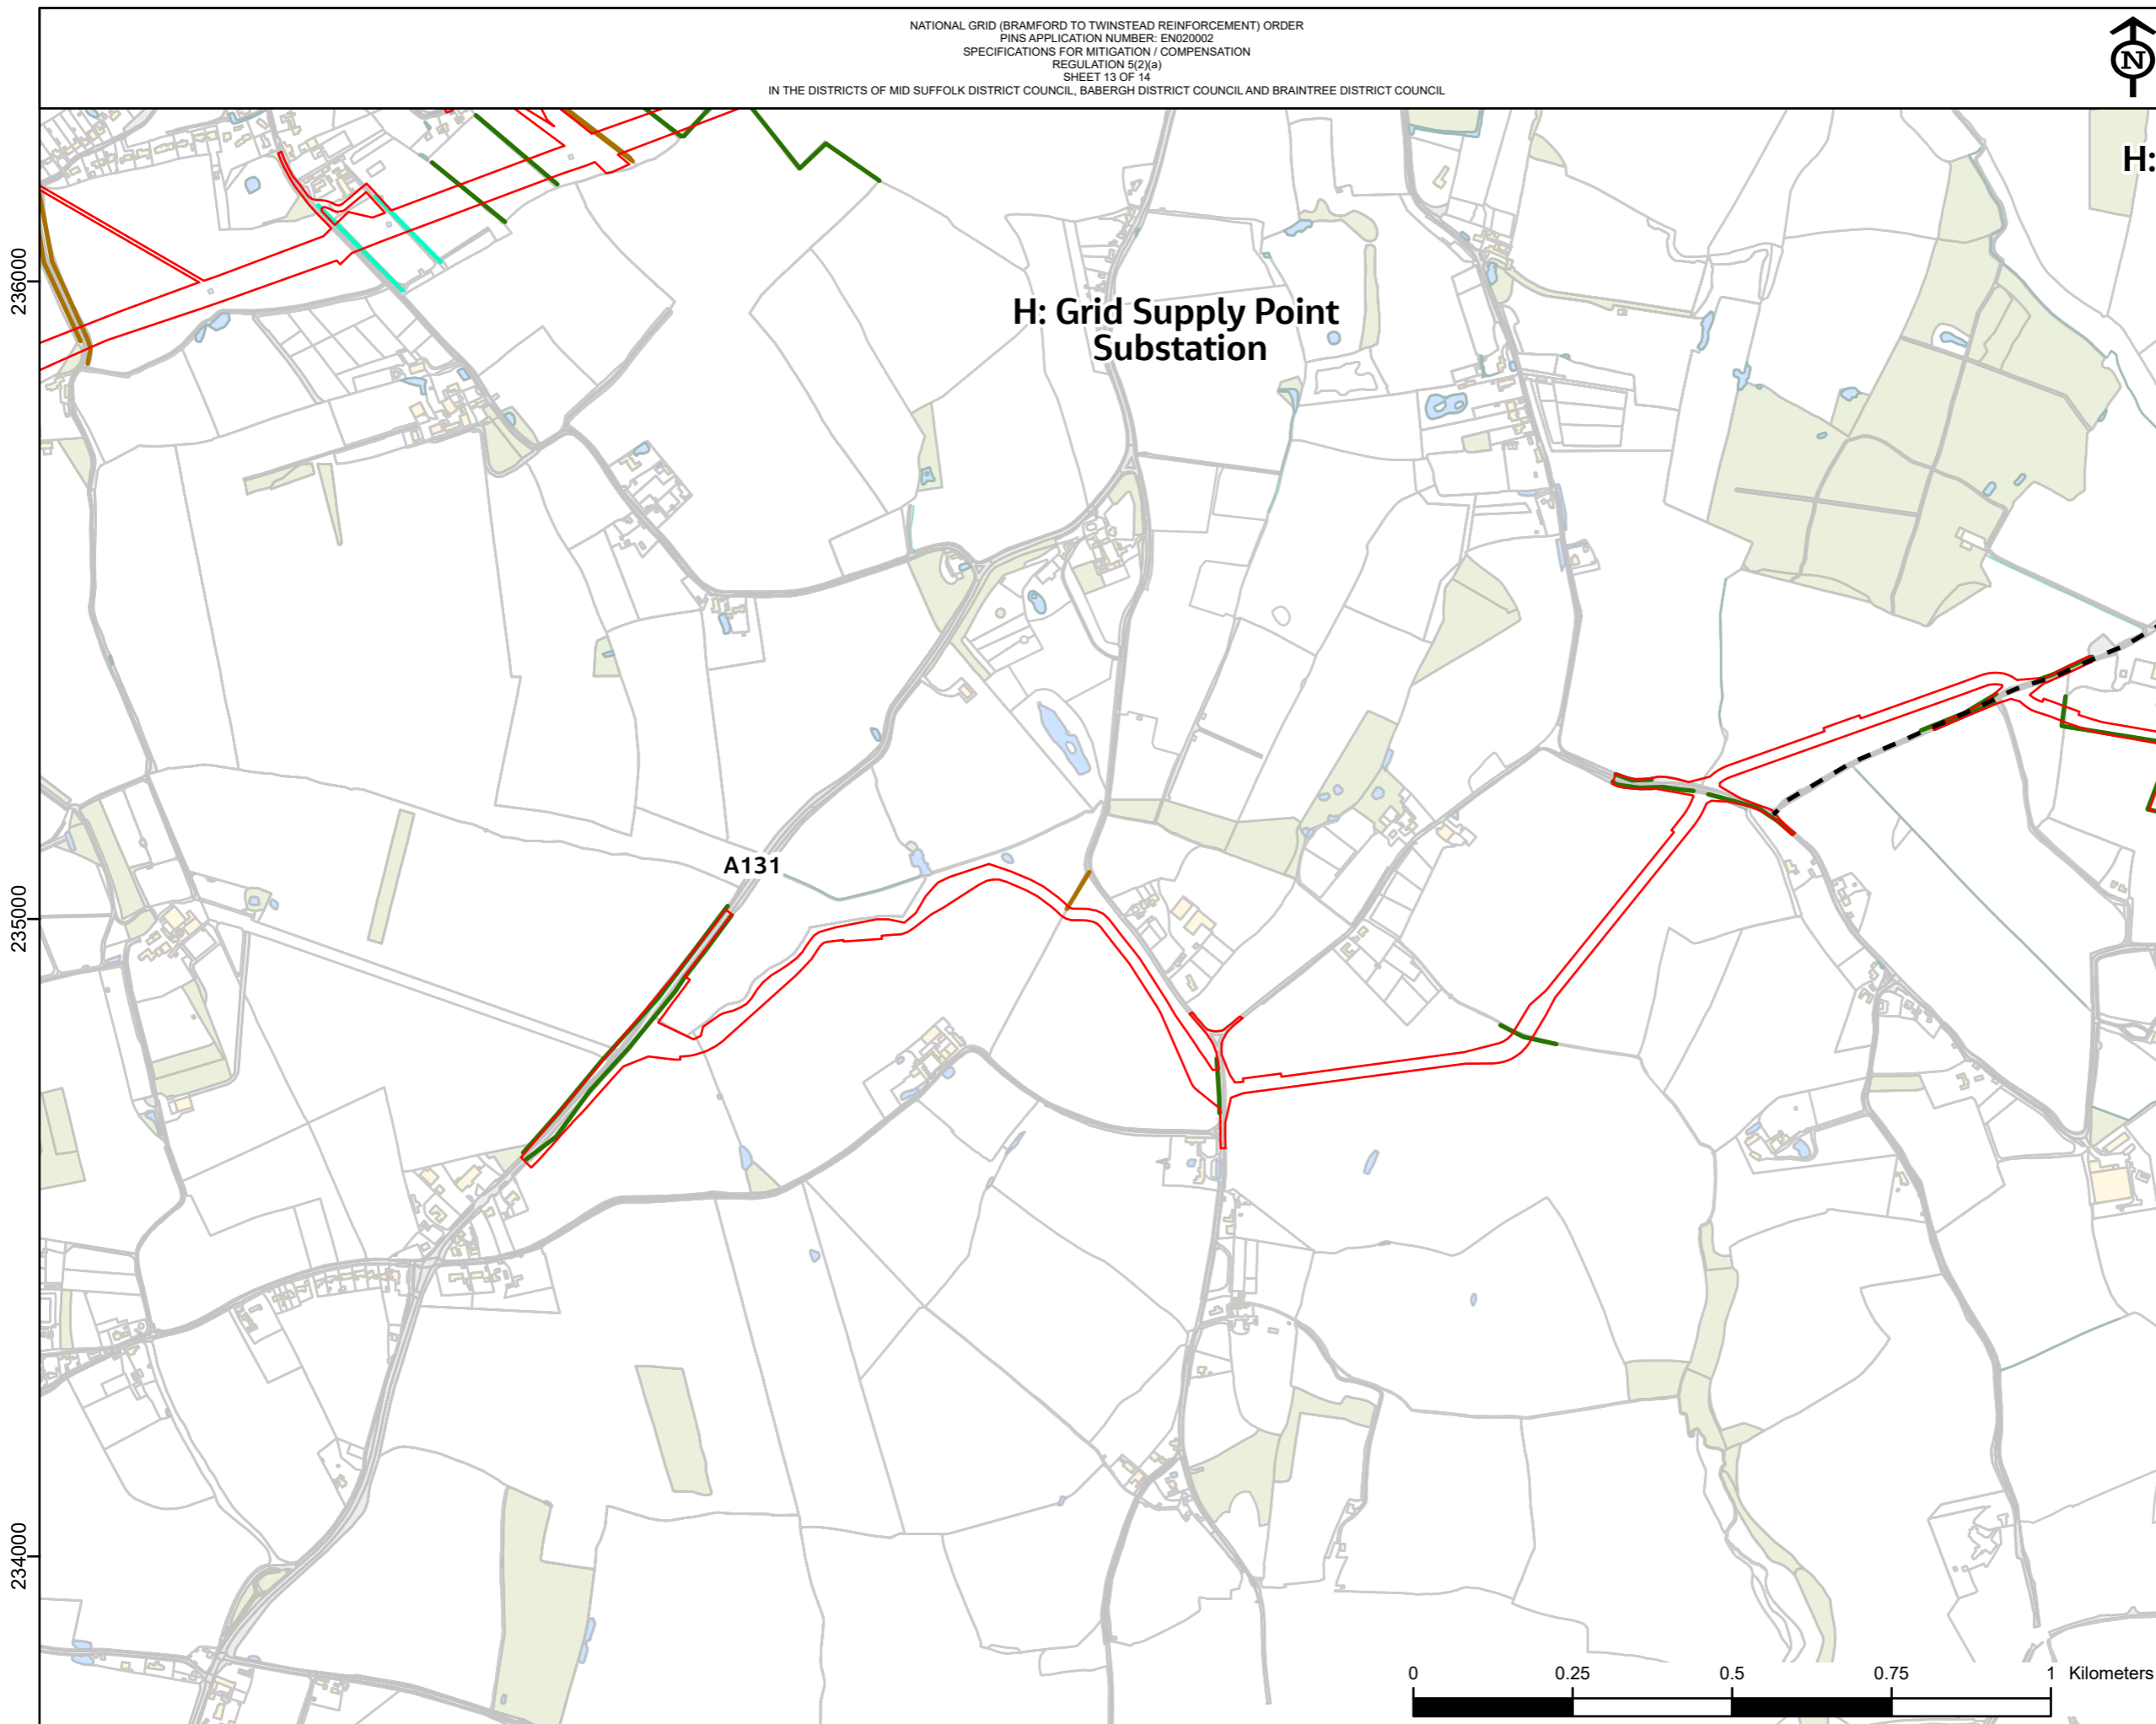 NATIONAL GRID (BRAMFORD TO TWINSTEAD REINFORCEMENT) ORDER
PINS APPLICATION NUMBER: EN020002
SPECIFICATIONS FOR MITIGATION / COMPENSATION
REGULATION 5(2)(a)
SHEET 13 OF 14
IN THE DISTRICTS OF MID SUFFOLK DISTRICT COUNCIL, BABERGH DISTRICT COUNCIL AND BRAINTREE DISTRICT COUNCIL
N
H:
236000
H: Grid Supply Point
Substation
A131
235000
234000
0 0.25 0.5 0.75 1 Kilometers